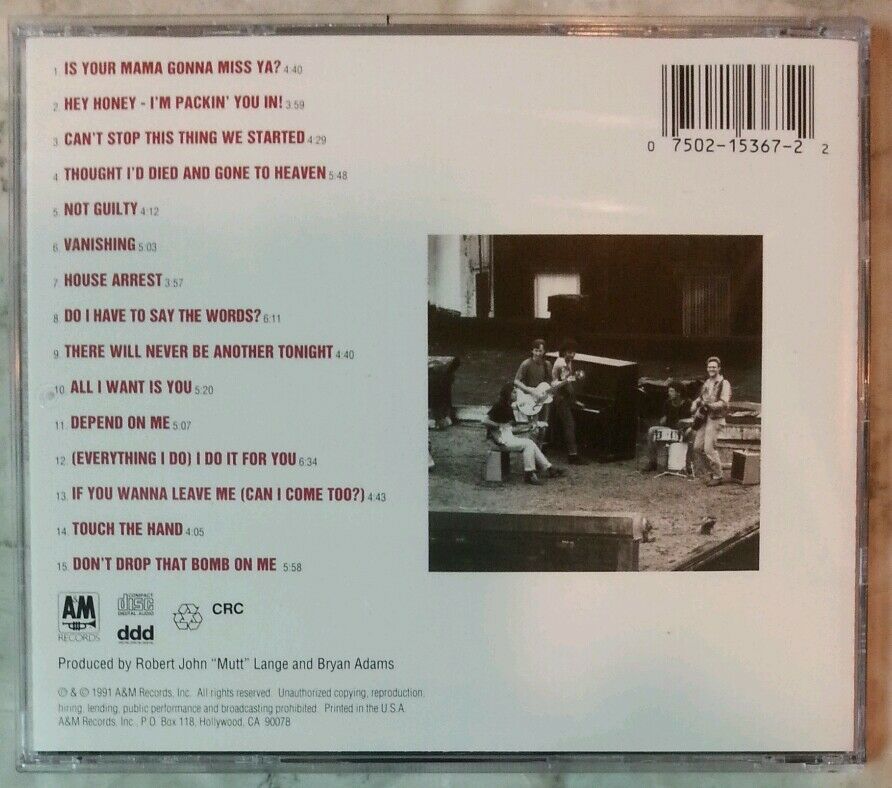 1. IS YOUR MAMA GONNA MISS YA? 4:40
2. HEY HONEY - I'M PACKIN' YOU IN! 3:59
3. CAN'T STOP THIS THING WE STARTED 4:29
4. THOUGHT I'D DIED AND GONE TO HEAVEN 5:48
5. NOT GUILTY 4:12
6. VANISHING 5:03
7. HOUSE ARREST 3:57
8. DO I HAVE TO SAY THE WORDS? 6:11
9. THERE WILL NEVER BE ANOTHER TONIGHT 4:40
10. ALL I WANT IS YOU 5:20
11. DEPEND ON ME 5:07
12. (EVERYTHING I DO) I DO IT FOR YOU 6:34
13. IF YOU WANNA LEAVE ME (CAN I COME TOO?) 4:43
14. TOUCH THE HAND 4:05
15. DON'T DROP THAT BOMB ON ME 5:58
0 7502-15367-2 2
A&M
RECORDS
COMPACT
disc
DIGITAL AUDIO
ddd
CRC
Produced by Robert John "Mutt" Lange and Bryan Adams
℗ & © 1991 A&M Records, Inc. All rights reserved. Unauthorized copying, reproduction,
hiring, lending, public performance and broadcasting prohibited. Printed in the U.S.A.
A&M Records, Inc., P.O. Box 118, Hollywood, CA 90078